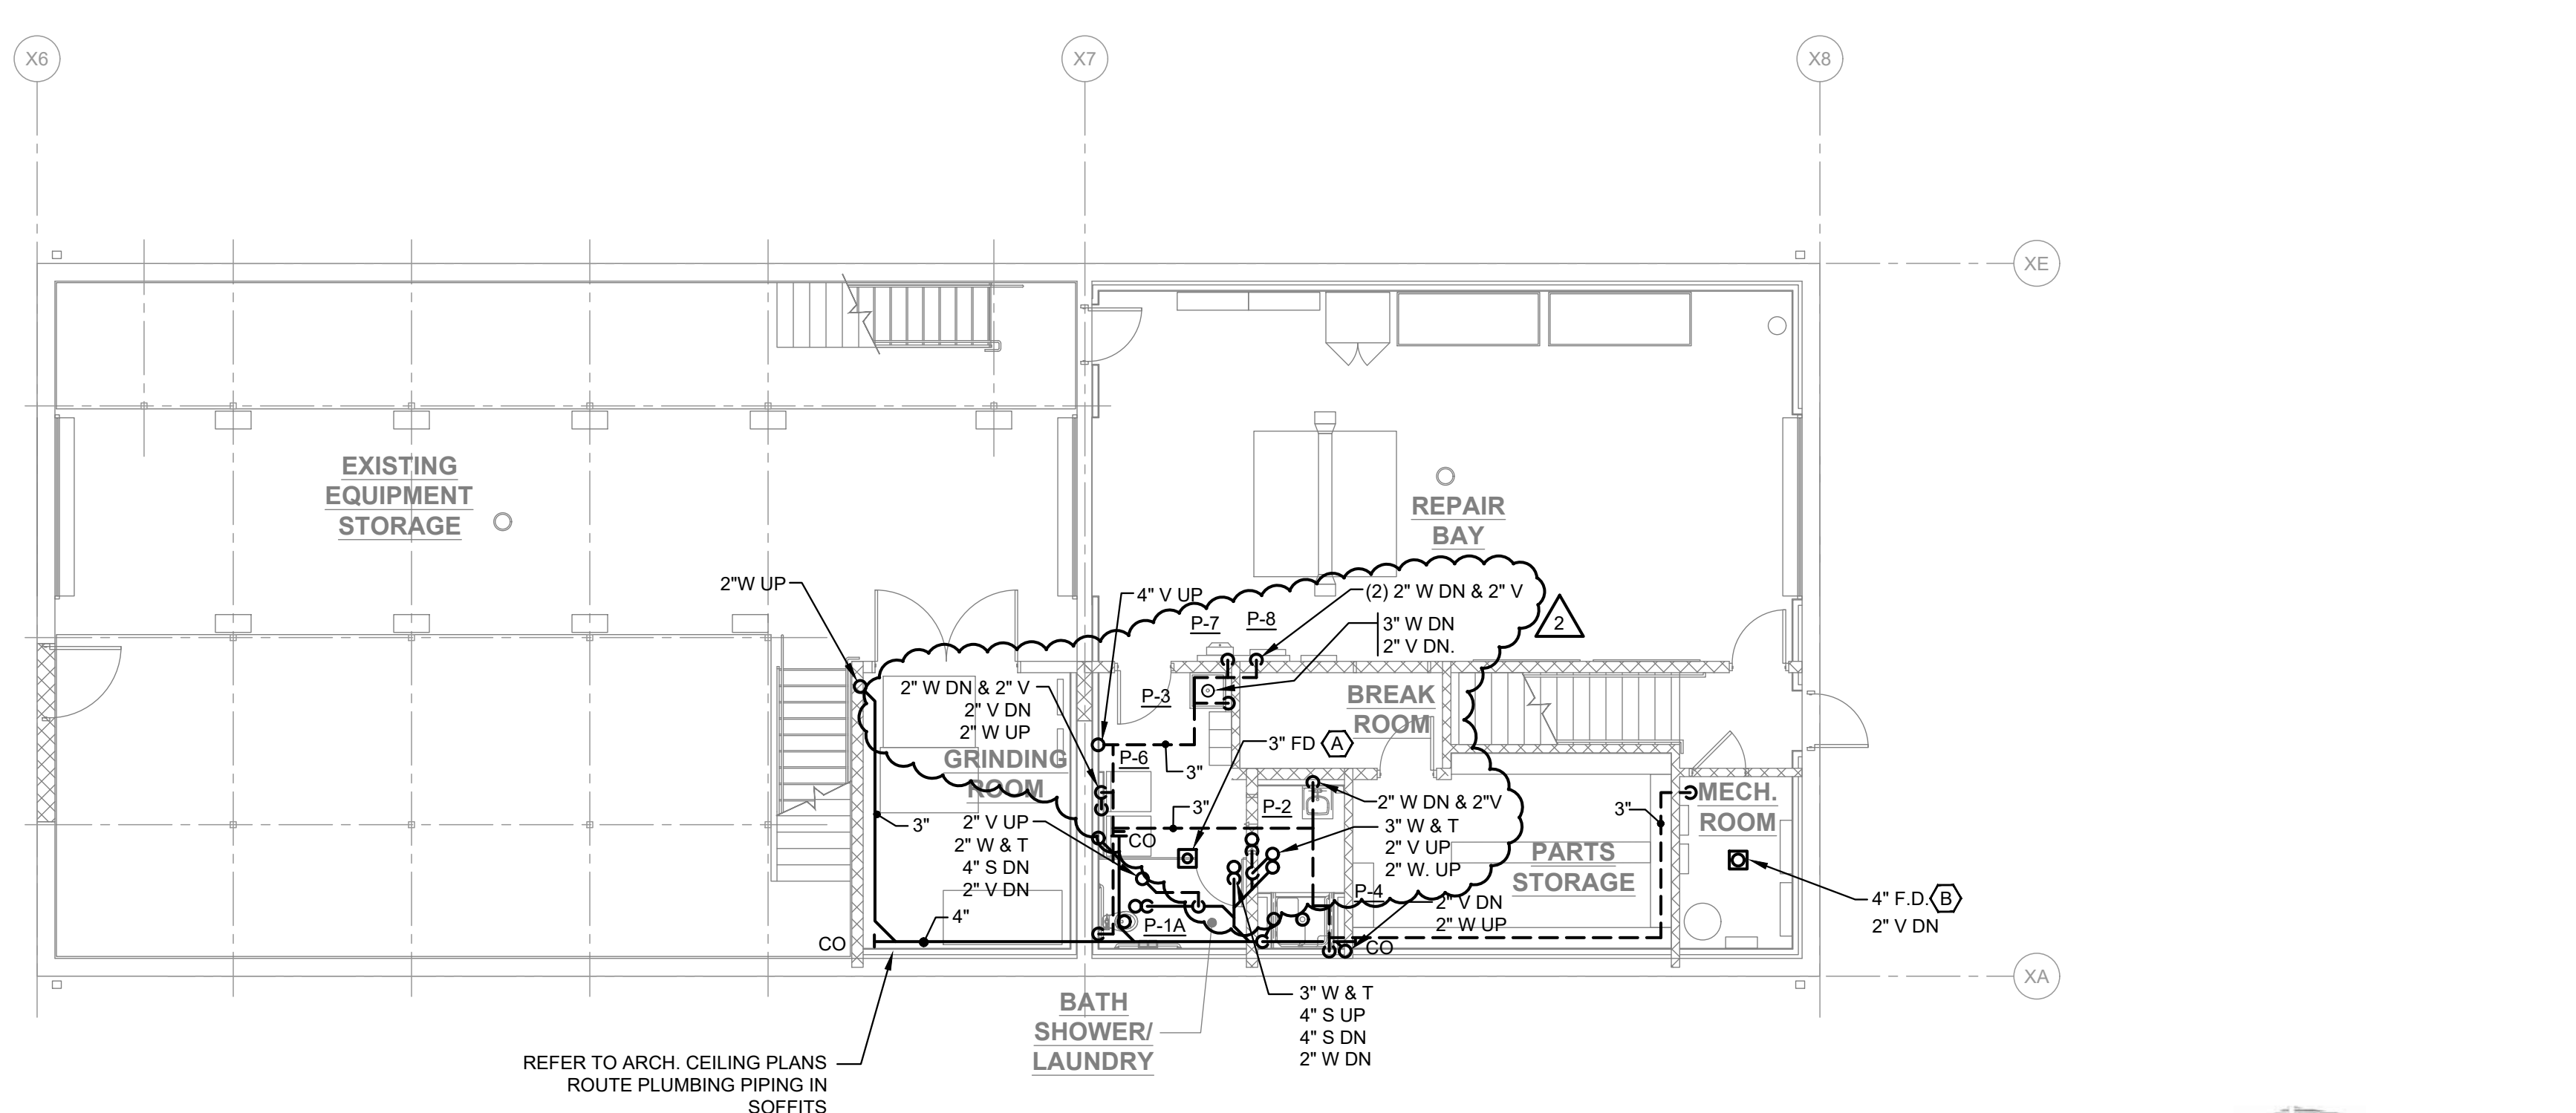 X6
X7
X8
XE
EXISTING
EQUIPMENT
STORAGE
REPAIR
BAY
2"W UP
4" V UP
(2) 2" W DN & 2" V
P-7
P-8
3" W DN
2" V DN.
2
2" W DN & 2" V
2" V DN
2" W UP
P-3
BREAK
ROOM
GRINDING
ROOM
P-6
3"
3" FD
A
3"
P-2
2" W DN & 2"V
3" W & T
2" V UP
2" W. UP
3"
MECH.
ROOM
3"
2" V UP
2" W & T
4" S DN
2" V DN
CO
PARTS
STORAGE
P-4
2" V DN
2" W UP
4" F.D.
B
2" V DN
4"
CO
P-1A
CO
XA
BATH
SHOWER/
LAUNDRY
3" W & T
4" S UP
4" S DN
2" W DN
REFER TO ARCH. CEILING PLANS
ROUTE PLUMBING PIPING IN
SOFFITS